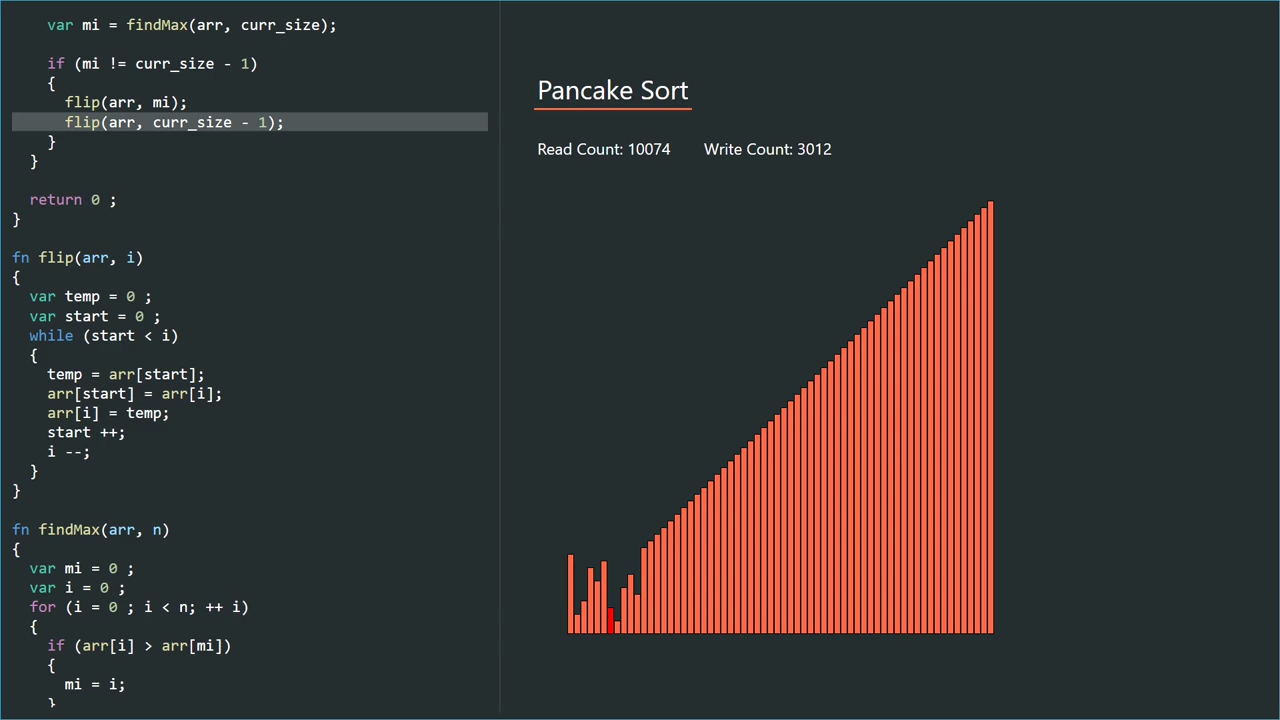 var mi = findMax(arr, curr_size);
if (mi != curr_size - 1)
{
flip(arr, mi);
flip(arr, curr_size - 1);
}
}
return 0 ;
}
fn flip(arr, i)
{
var temp = 0 ;
var start = 0 ;
while (start < i)
{
temp = arr[start];
arr[start] = arr[i];
arr[i] = temp;
start ++;
i --;
}
}
fn findMax(arr, n)
{
var mi = 0 ;
var i = 0 ;
for (i = 0 ; i < n; ++ i)
{
if (arr[i] > arr[mi])
{
mi = i;
}
Pancake Sort
Read Count: 10074 Write Count: 3012